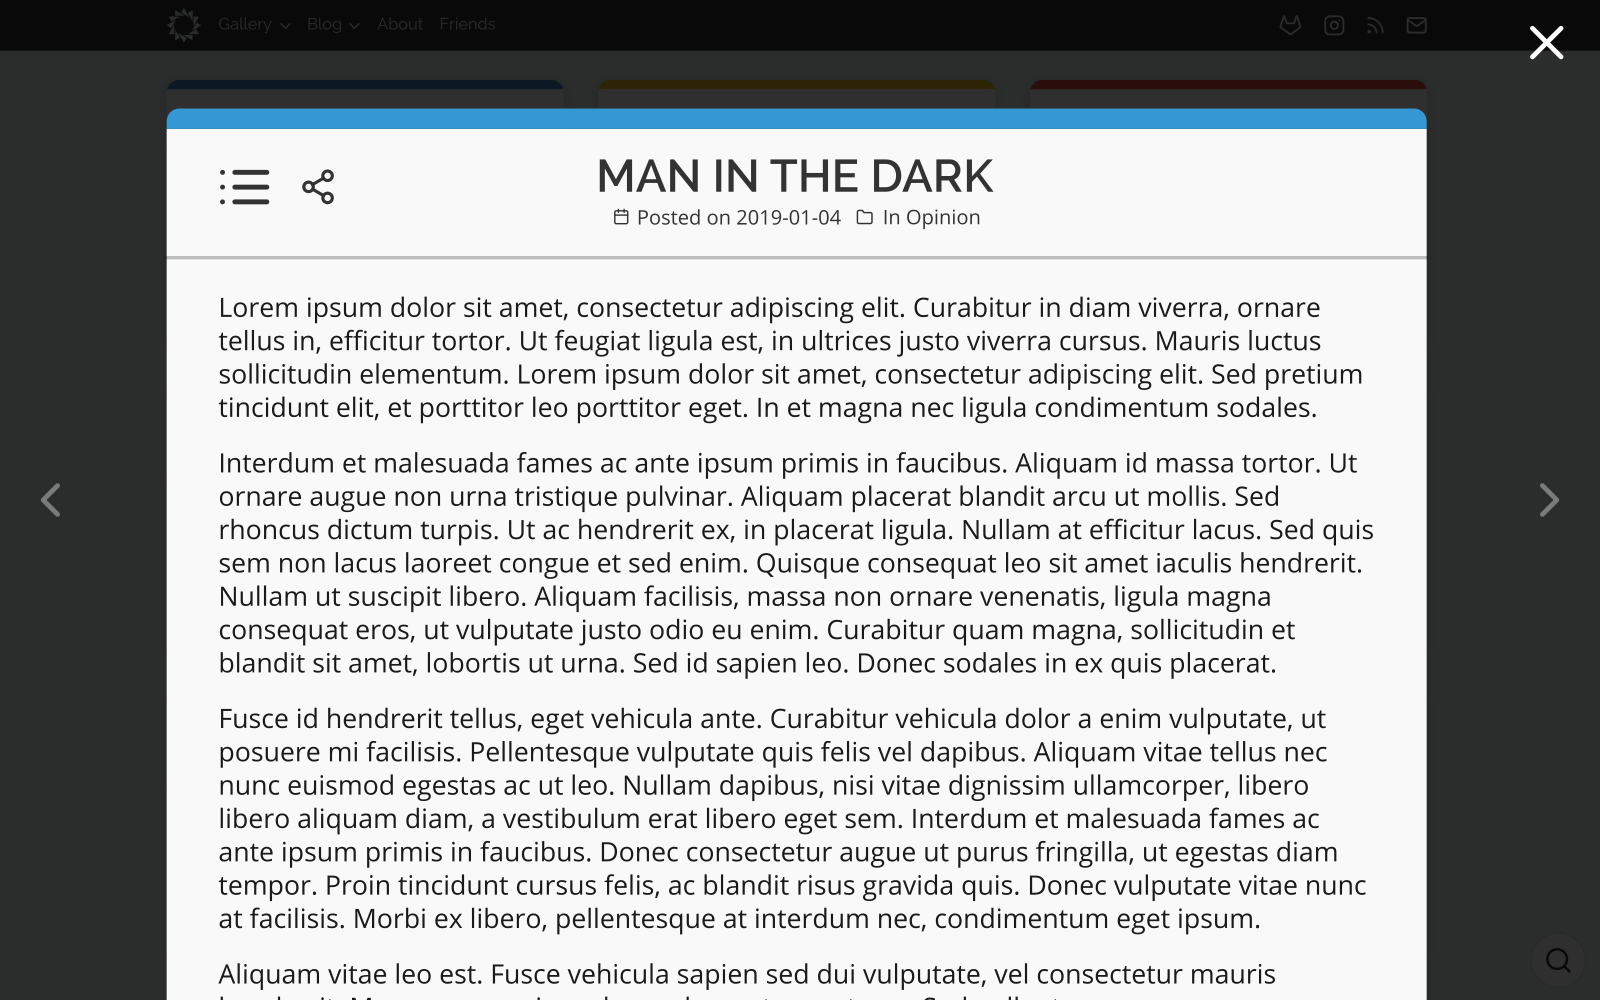 Gallery Blog About Friends
MAN IN THE DARK
Posted on 2019-01-04 In Opinion
Lorem ipsum dolor sit amet, consectetur adipiscing elit. Curabitur in diam viverra, ornare
tellus in, efficitur tortor. Ut feugiat ligula est, in ultrices justo viverra cursus. Mauris luctus
sollicitudin elementum. Lorem ipsum dolor sit amet, consectetur adipiscing elit. Sed pretium
tincidunt elit, et porttitor leo porttitor eget. In et magna nec ligula condimentum sodales.
Interdum et malesuada fames ac ante ipsum primis in faucibus. Aliquam id massa tortor. Ut
ornare augue non urna tristique pulvinar. Aliquam placerat blandit arcu ut mollis. Sed
rhoncus dictum turpis. Ut ac hendrerit ex, in placerat ligula. Nullam at efficitur lacus. Sed quis
sem non lacus laoreet congue et sed enim. Quisque consequat leo sit amet iaculis hendrerit.
Nullam ut suscipit libero. Aliquam facilisis, massa non ornare venenatis, ligula magna
consequat eros, ut vulputate justo odio eu enim. Curabitur quam magna, sollicitudin et
blandit sit amet, lobortis ut urna. Sed id sapien leo. Donec sodales in ex quis placerat.
Fusce id hendrerit tellus, eget vehicula ante. Curabitur vehicula dolor a enim vulputate, ut
posuere mi facilisis. Pellentesque vulputate quis felis vel dapibus. Aliquam vitae tellus nec
nunc euismod egestas ac ut leo. Nullam dapibus, nisi vitae dignissim ullamcorper, libero
libero aliquam diam, a vestibulum erat libero eget sem. Interdum et malesuada fames ac
ante ipsum primis in faucibus. Donec consectetur augue ut purus fringilla, ut egestas diam
tempor. Proin tincidunt cursus felis, ac blandit risus gravida quis. Donec vulputate vitae nunc
at facilisis. Morbi ex libero, pellentesque at interdum nec, condimentum eget ipsum.
Aliquam vitae leo est. Fusce vehicula sapien sed dui vulputate, vel consectetur mauris